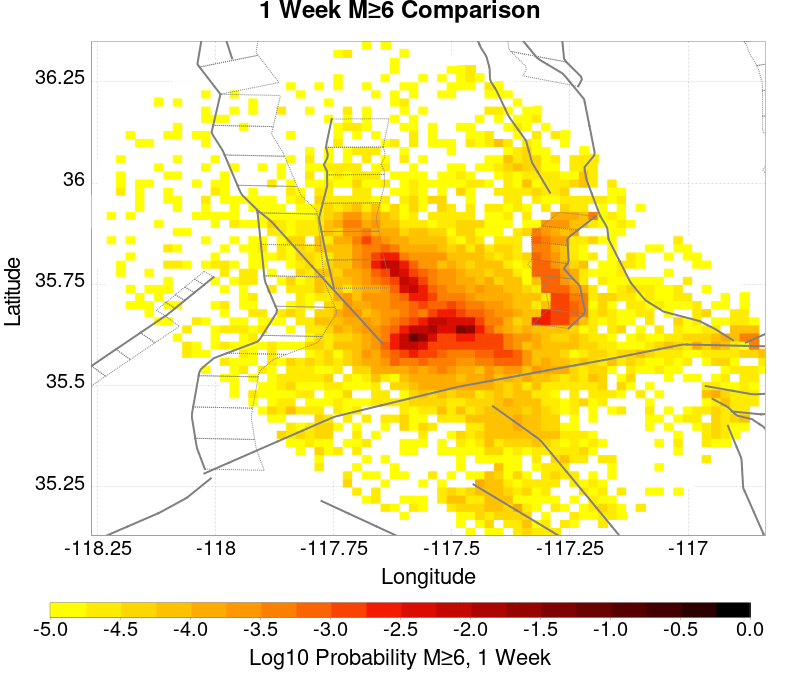 1 Week M≥6 Comparison
36.25
36
35.75
35.5
35.25
Latitude
-118.25 -118 -117.75 -117.5 -117.25 -117
Longitude
-5.0 -4.5 -4.0 -3.5 -3.0 -2.5 -2.0 -1.5 -1.0 -0.5 0.0
Log10 Probability M≥6, 1 Week